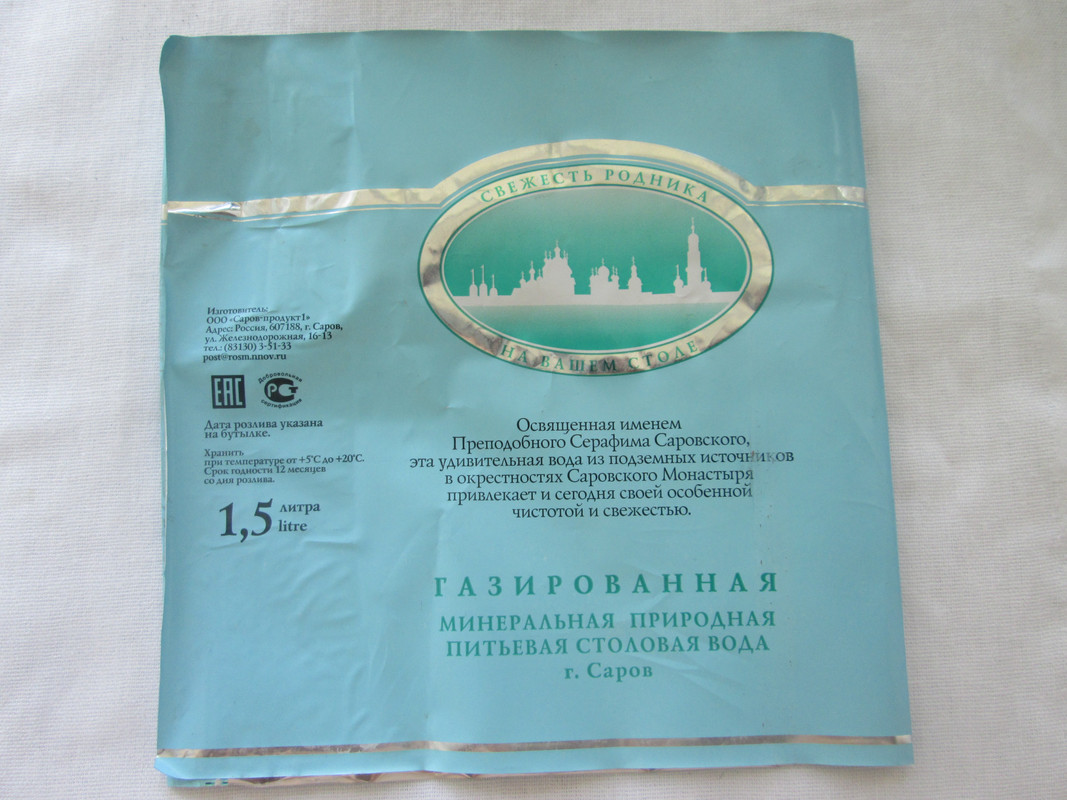 СВЕЖЕСТЬ РОДНИКА
НА ВАШЕМ СТОЛЕ
Изготовитель:
ООО «Саров-продукт1»
Адрес: Россия, 607188, г. Саров,
ул. Железнодорожная, 16-13
тел.: (83130) 3-51-33
post@rosm.nnov.ru
ЕАС
Добровольная
РСТ
сертификация
Дата розлива указана
на бутылке.
Хранить
при температуре от +5°С до +20°С.
Срок годности 12 месяцев
со дня розлива.
1,5 литра
litre
Освященная именем
Преподобного Серафима Саровского,
эта удивительная вода из подземных источников
в окрестностях Саровского Монастыря
привлекает и сегодня своей особенной
чистотой и свежестью.
ГАЗИРОВАННАЯ
МИНЕРАЛЬНАЯ ПРИРОДНАЯ
ПИТЬЕВАЯ СТОЛОВАЯ ВОДА
г. Саров